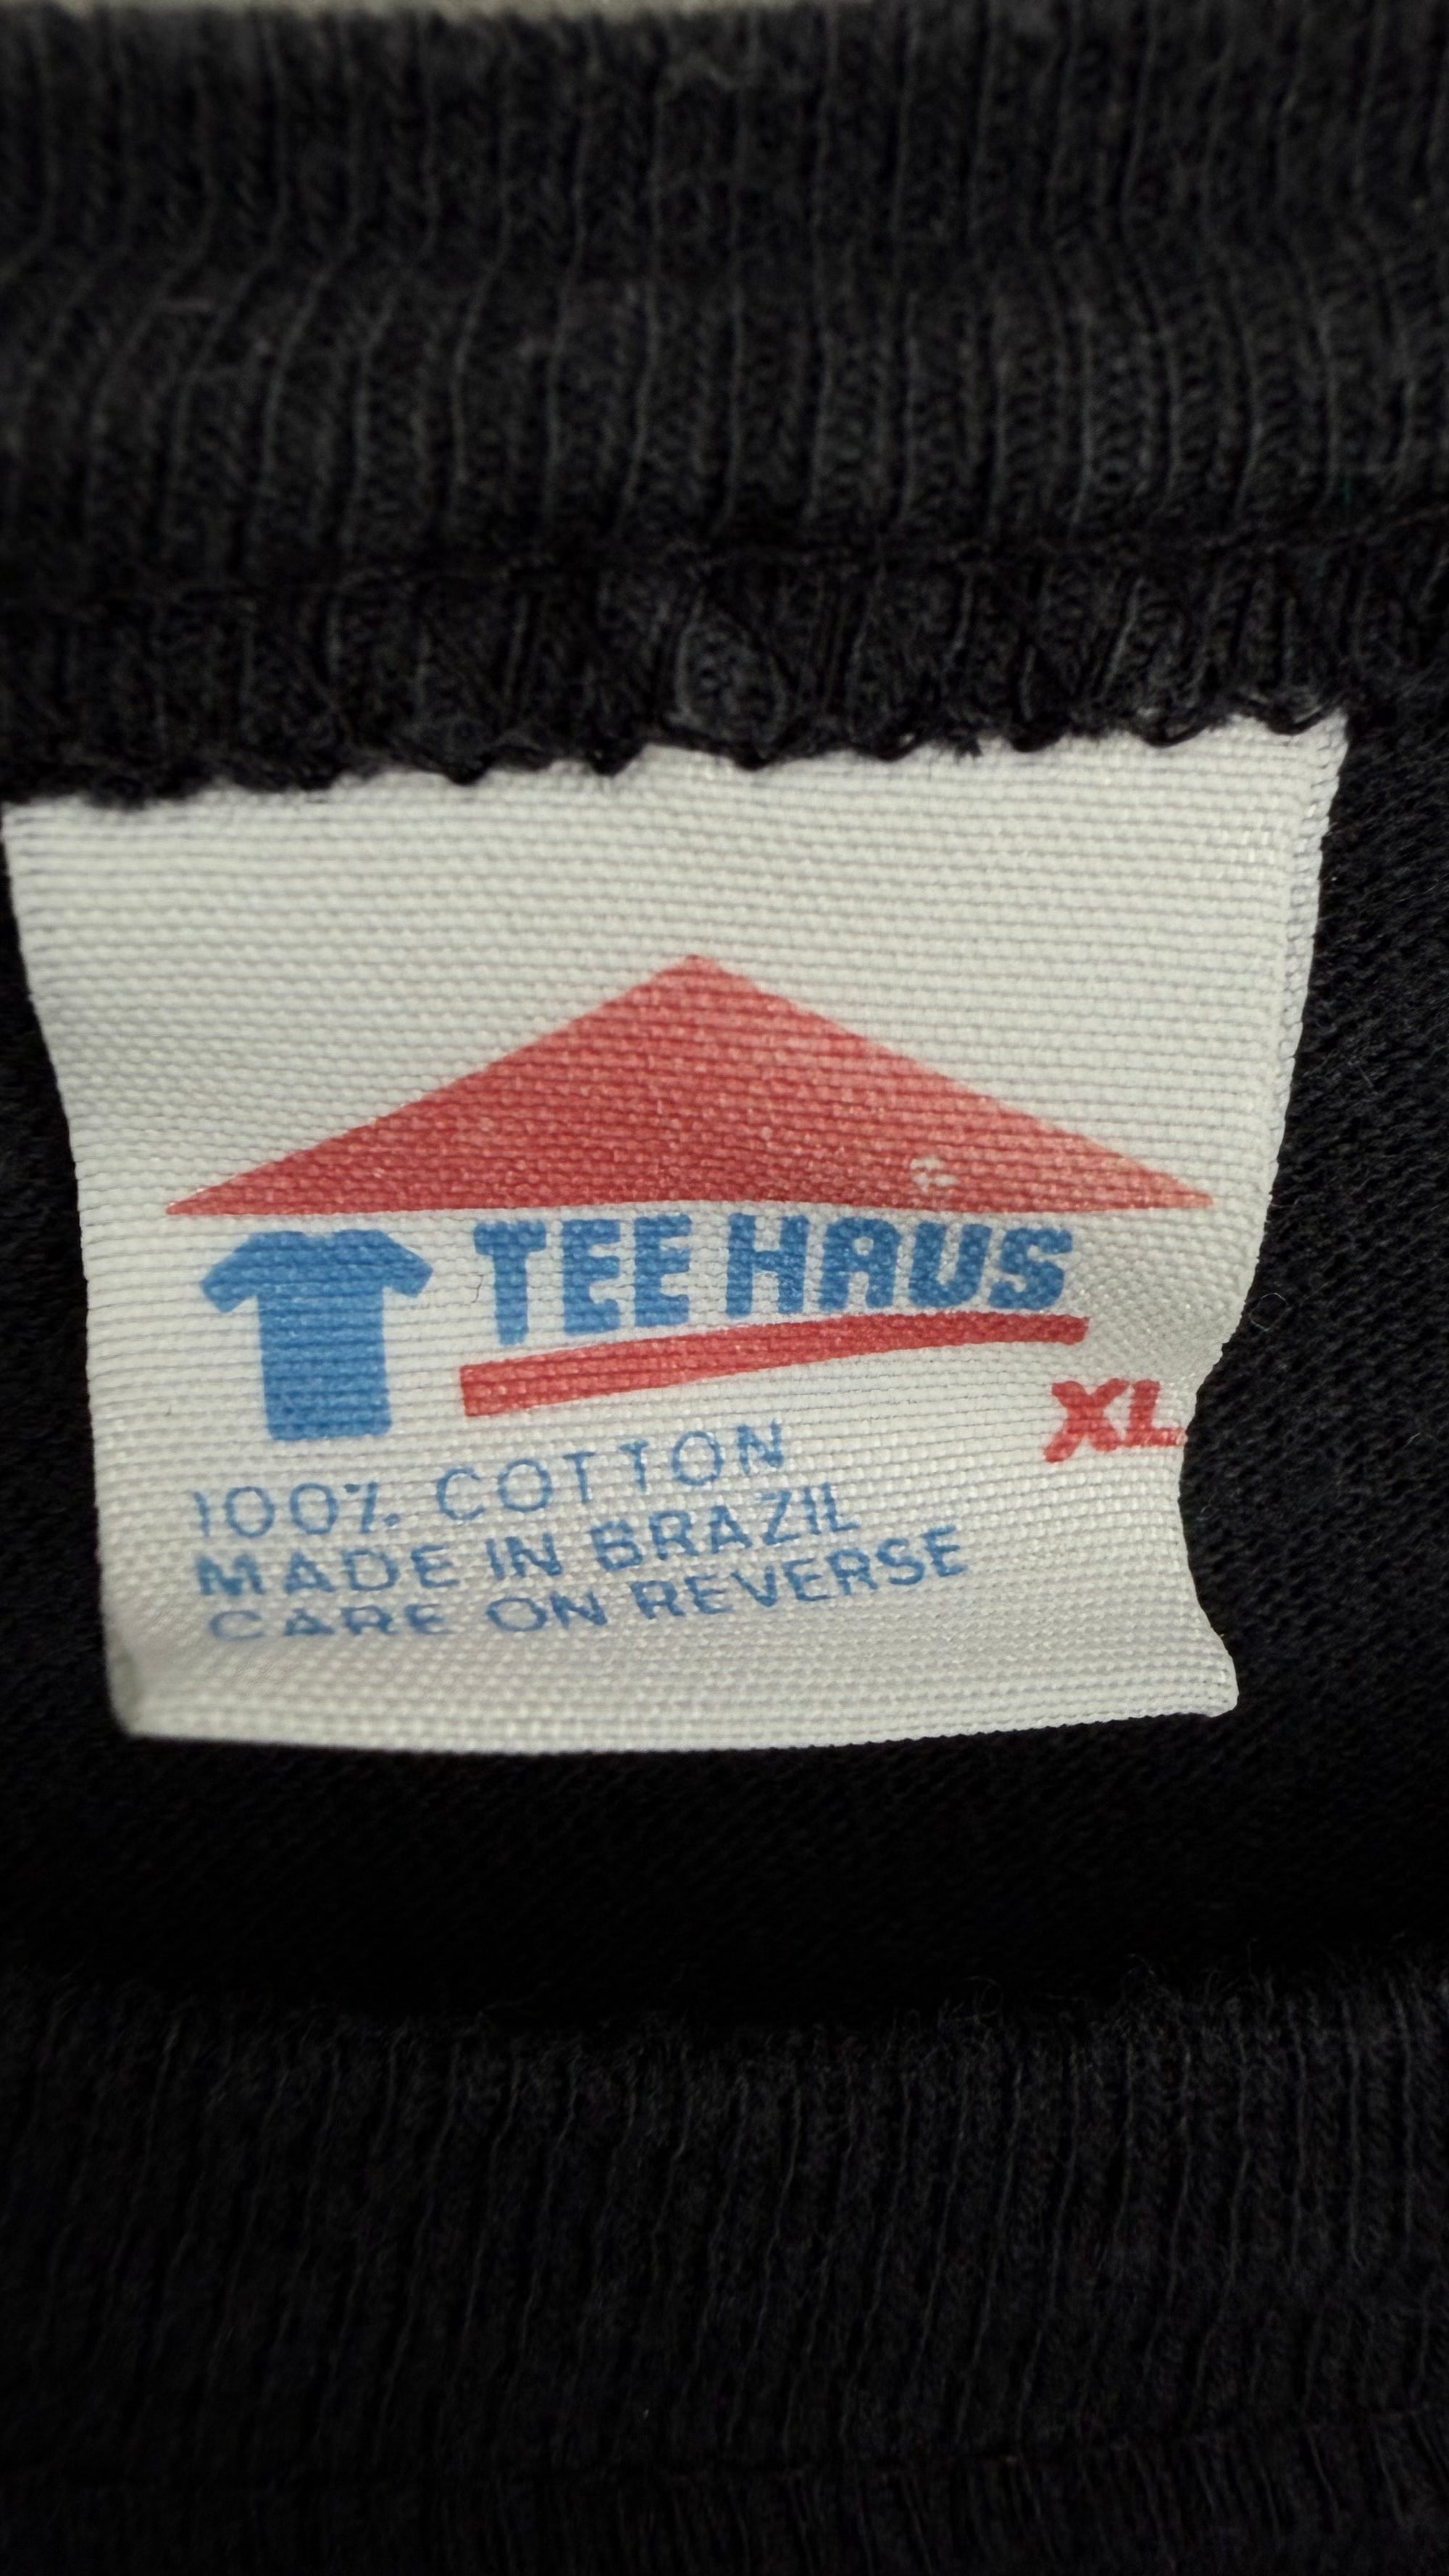 TEE HAUS
XL
100% COTTON
MADE IN BRAZIL
CARE ON REVERSE